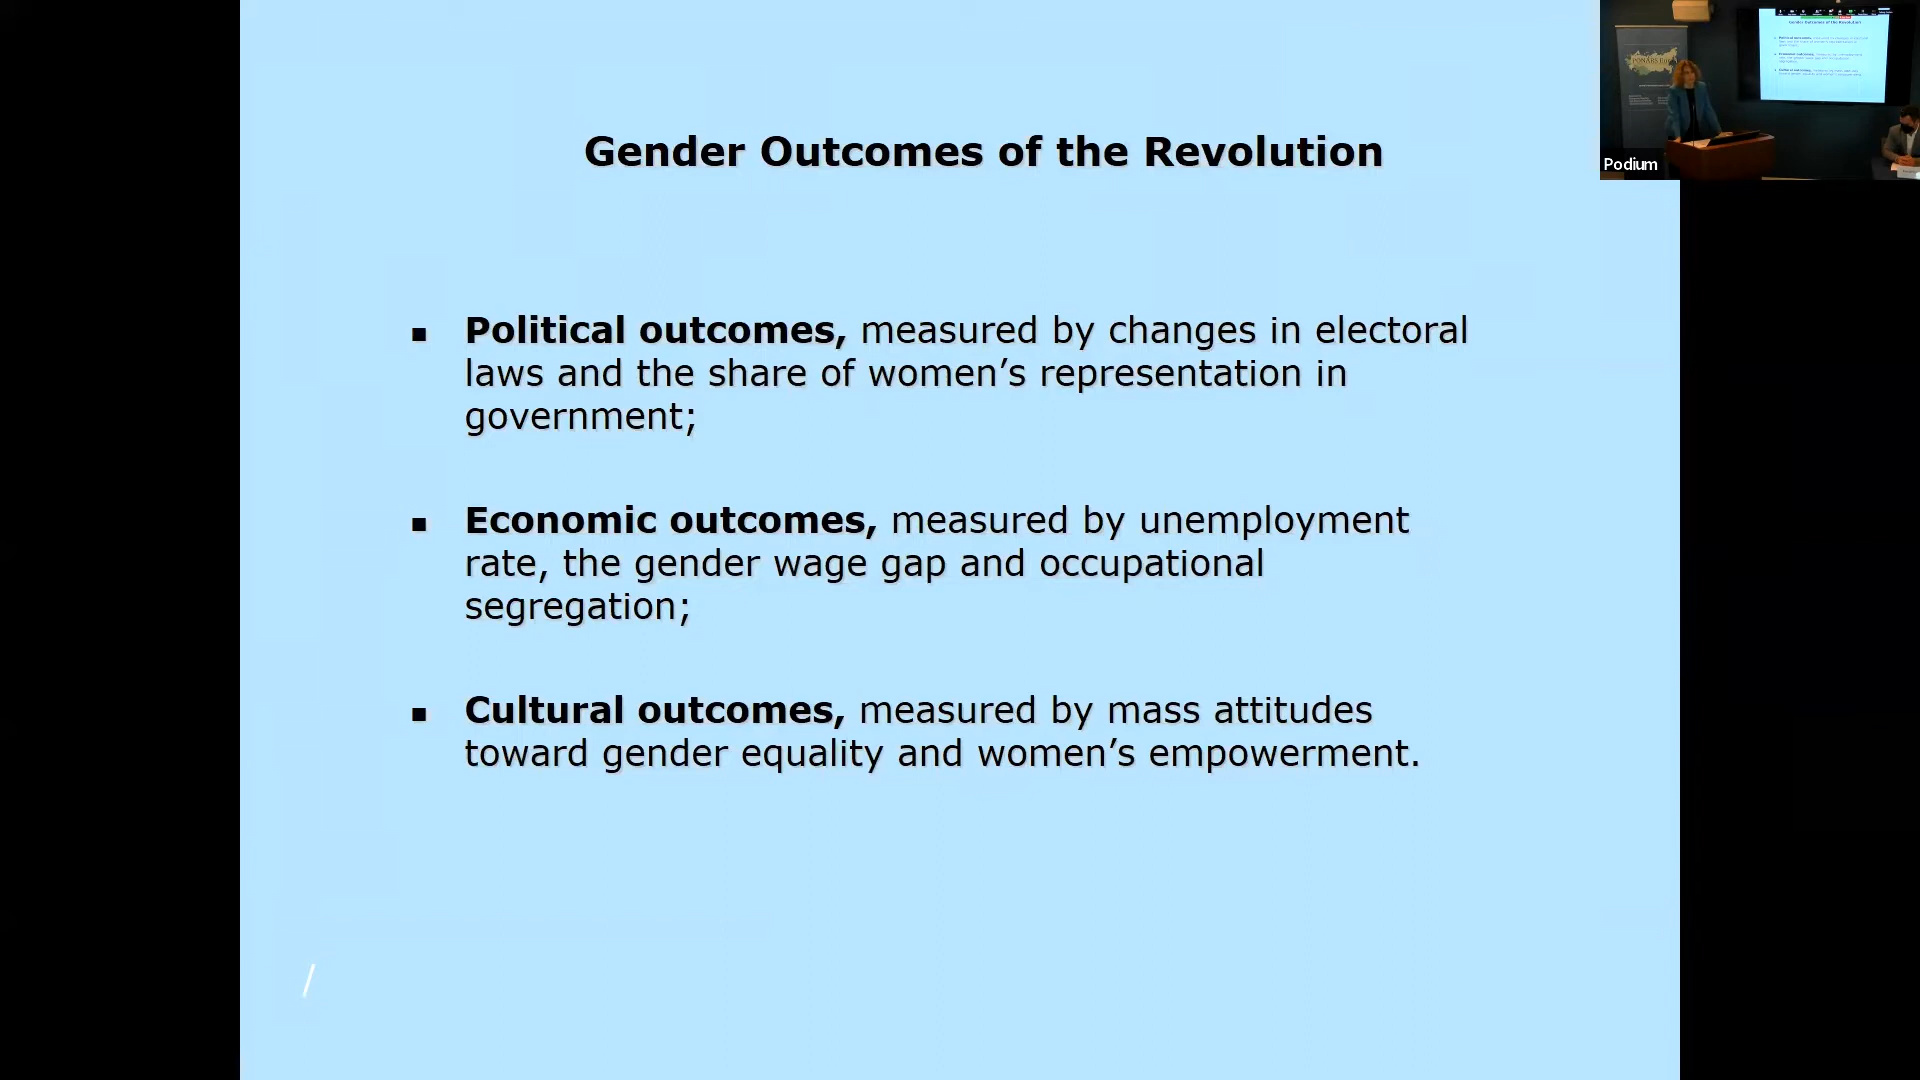 Gender Outcomes of the Revolution
▪ Political outcomes, measured by changes in electoral
laws and the share of women’s representation in
government;
▪ Economic outcomes, measured by unemployment
rate, the gender wage gap and occupational
segregation;
▪ Cultural outcomes, measured by mass attitudes
toward gender equality and women’s empowerment.
/
Podium